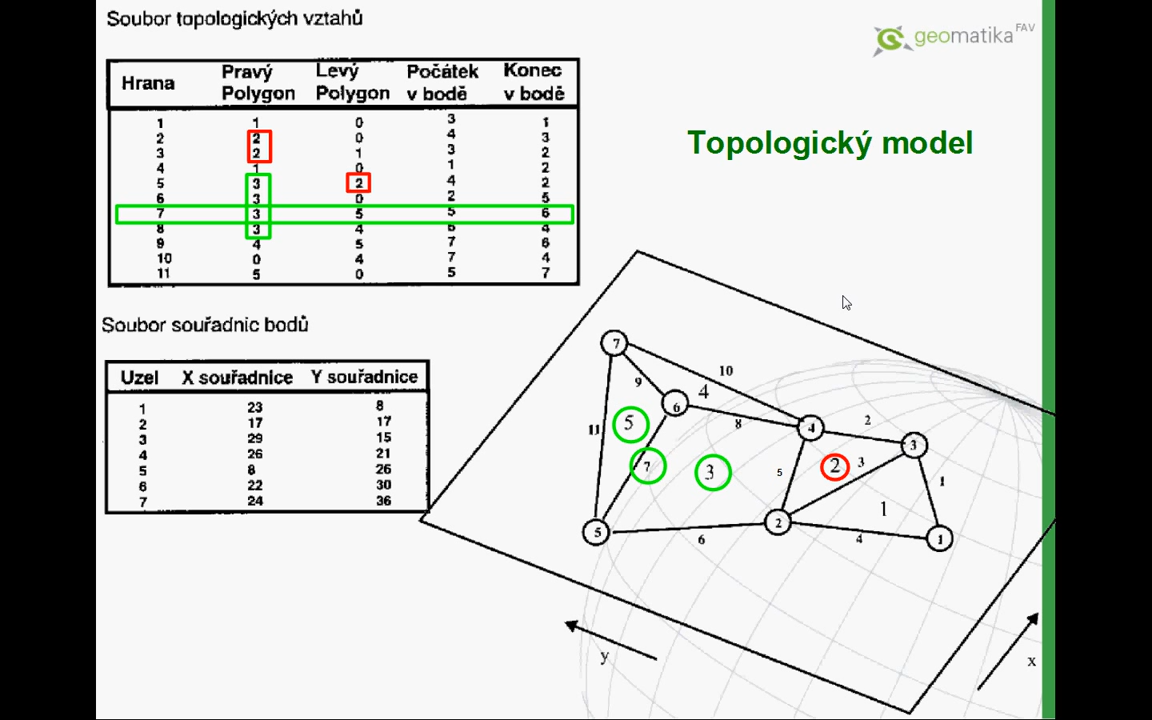 Soubor topologických vztahů
geomatika FAV
Hrana Pravý Polygon Levý Polygon Počátek v bodě Konec v bodě
1 1 0 3 1
2 2 0 4 3
3 2 1 3 2
4 1 0 1 2
5 3 2 4 2
6 3 0 2 5
7 3 5 5 6
8 3 4 6 4
9 4 5 7 6
10 0 4 7 4
11 5 0 5 7
Topologický model
Soubor souřadnic bodů
Uzel X souřadnice Y souřadnice
1 23 8
2 17 17
3 29 15
4 26 21
5 8 26
6 22 30
7 24 36
7
10
9
4
6
8
4
2
3
11
5
7
3
5
2
3
1
1
5
6
2
4
1
y
x